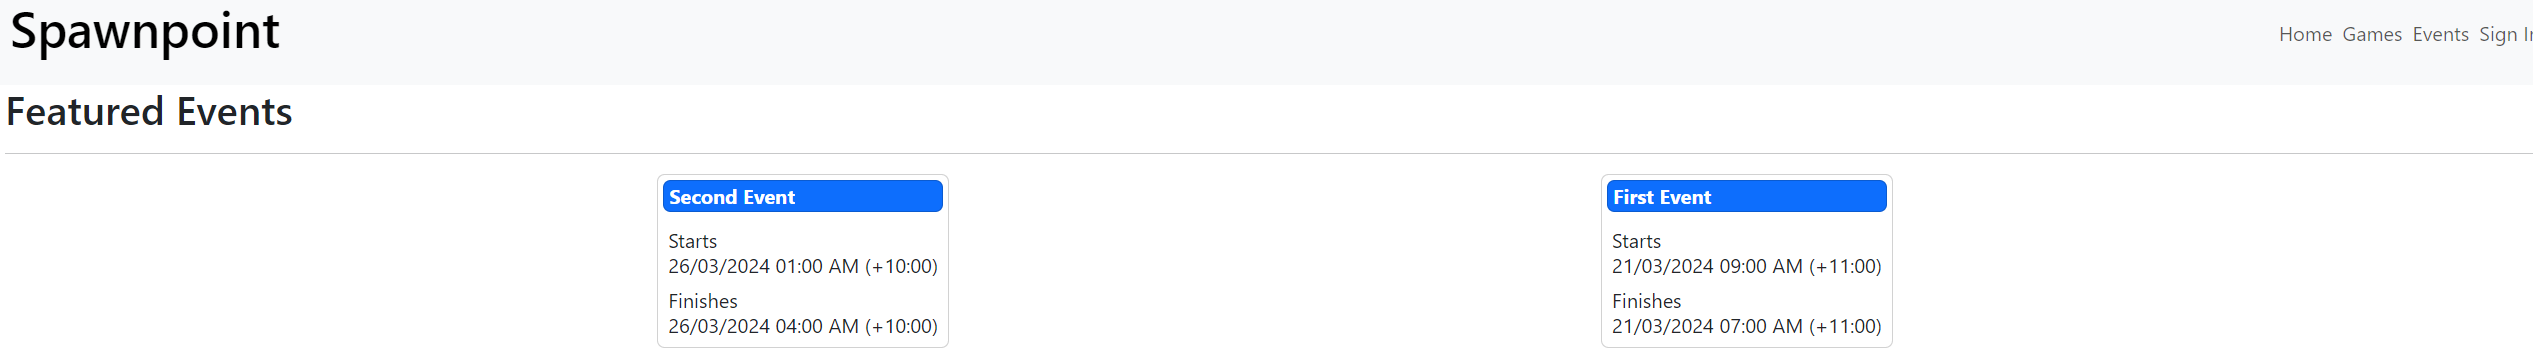 Spawnpoint
Home Games Events Sign In
Featured Events
Second Event
Starts
26/03/2024 01:00 AM (+10:00)
Finishes
26/03/2024 04:00 AM (+10:00)
First Event
Starts
21/03/2024 09:00 AM (+11:00)
Finishes
21/03/2024 07:00 AM (+11:00)